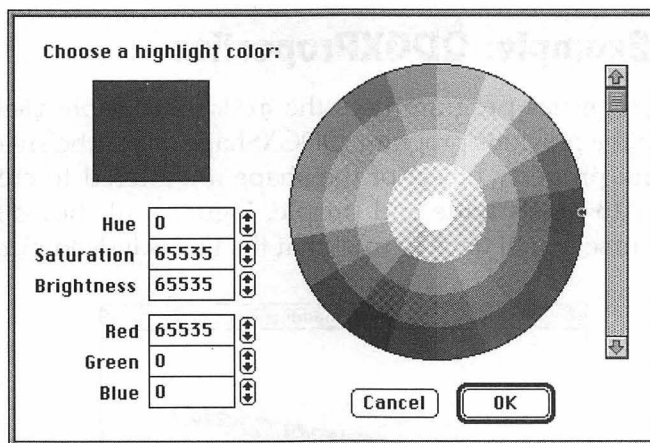 Choose a highlight color:
Hue 0
Saturation 65535
Brightness 65535
Red 65535
Green 0
Blue 0
Cancel OK